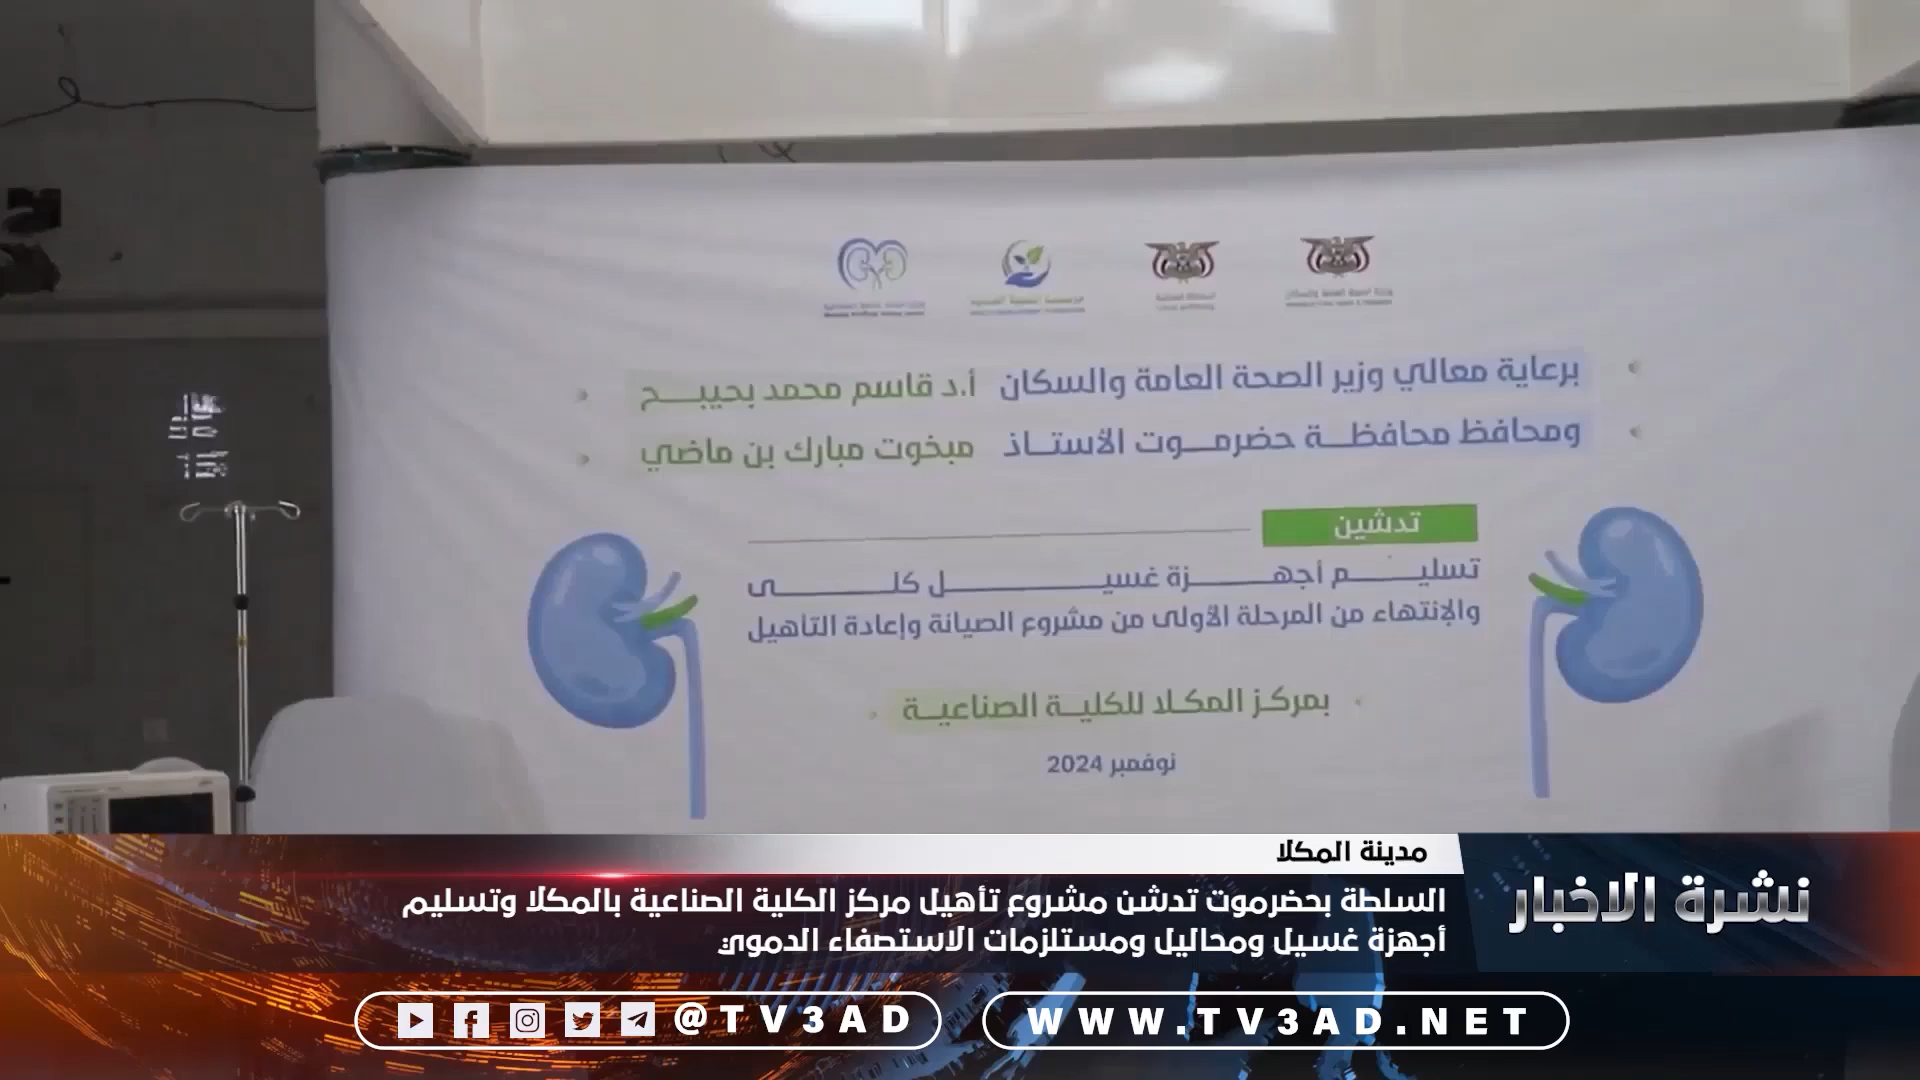 برعاية معالي وزير الصحة العامة والسكان أ.د قاسم محمد بحيبح
ومحافظ محافظة حضرموت الأستاذ مبخوت مبارك بن ماضي
تدشين
تسليم أجهزة غسيل كلى
والإنتهاء من المرحلة الأولى من مشروع الصيانة وإعادة التأهيل
بمركز المكلا للكلية الصناعية
نوفمبر 2024
مدينة المكلا
نشرة الاخبار
السلطة بحضرموت تدشن مشروع تأهيل مركز الكلية الصناعية بالمكلا وتسليم
أجهزة غسيل ومحاليل ومستلزمات الاستصفاء الدموي
@TV3AD
WWW.TV3AD.NET